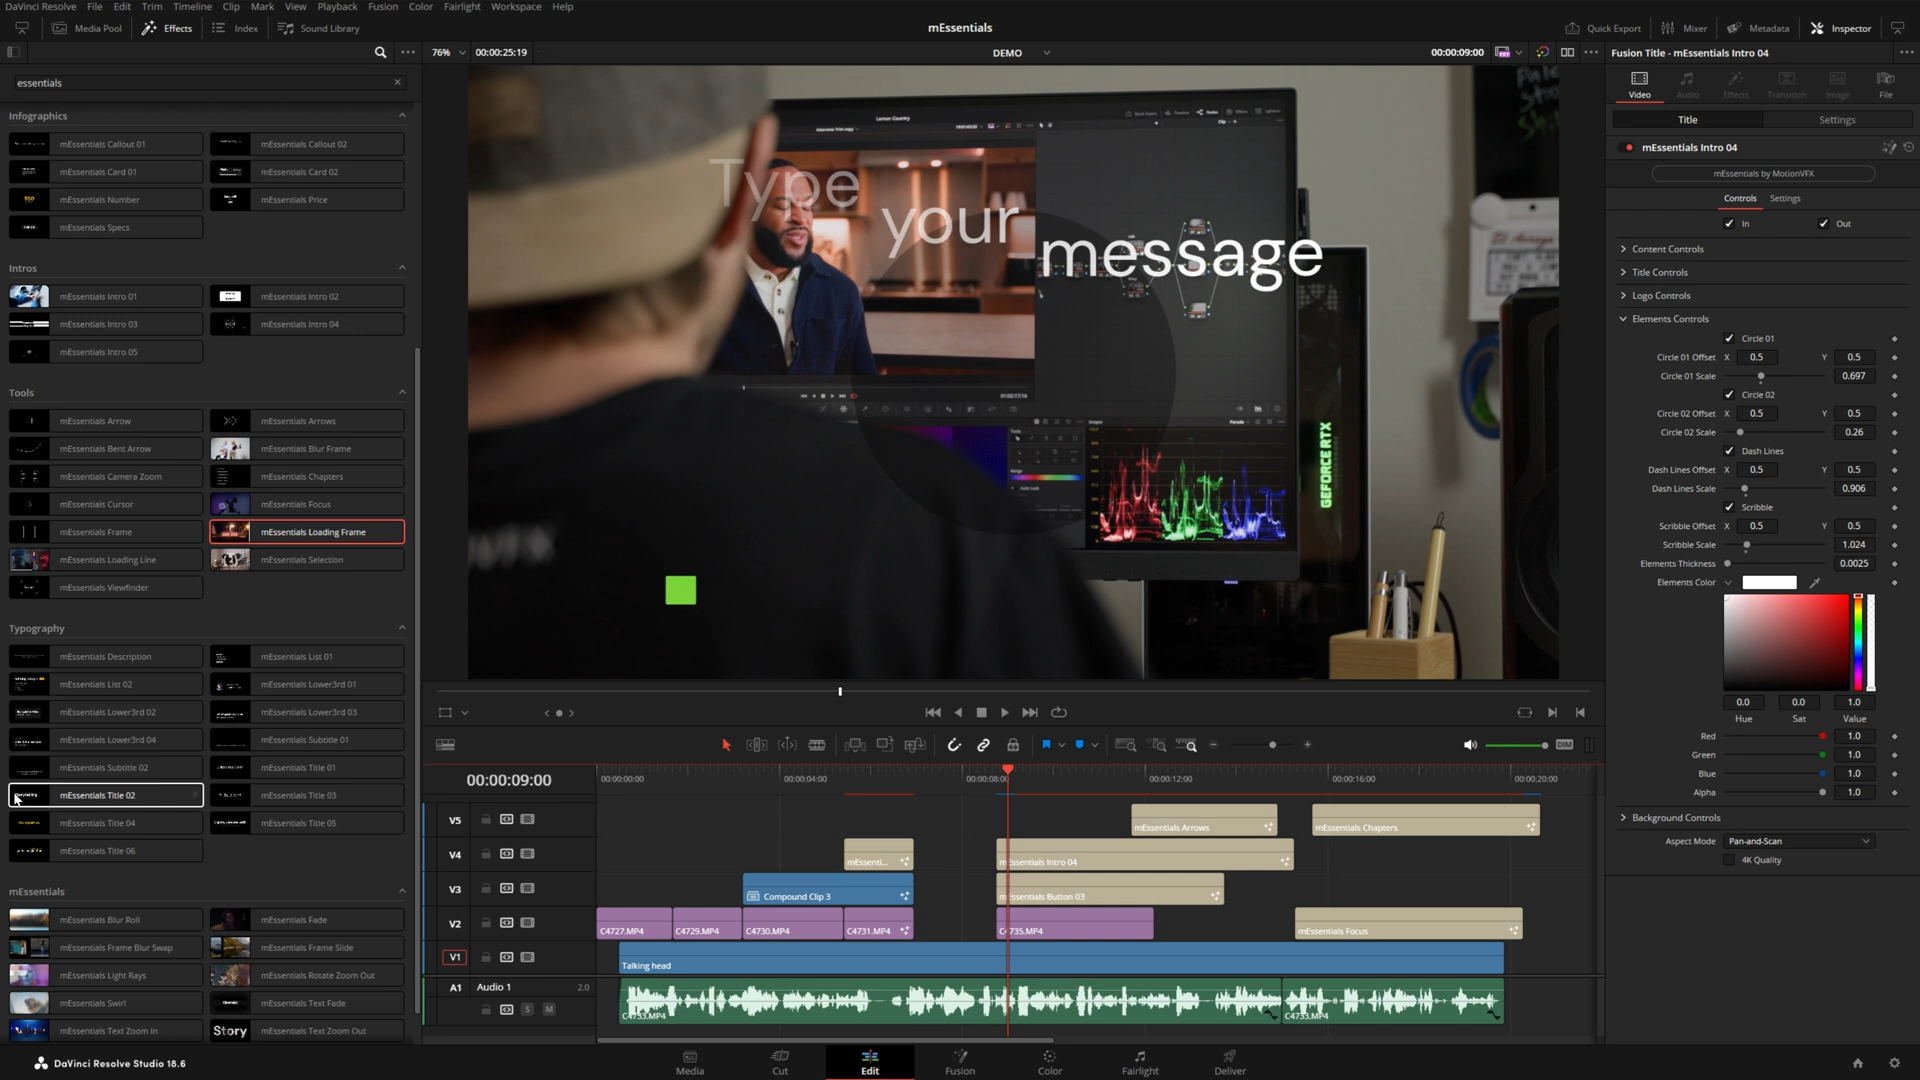 DaVinci Resolve File Edit Trim Timeline Clip Mark View Playback Fusion Color Fairlight Workspace Help
Media Pool Effects Index Sound Library
mEssentials
Quick Export Mixer Metadata Inspector
76% 00:00:25:19
DEMO
00:00:09:00
Fusion Title - mEssentials Intro 04
essentials
Infographics
mEssentials Callout 01 mEssentials Callout 02
mEssentials Card 01 mEssentials Card 02
mEssentials Number mEssentials Price
mEssentials Specs
Intros
mEssentials Intro 01 mEssentials Intro 02
mEssentials Intro 03 mEssentials Intro 04
mEssentials Intro 05
Tools
mEssentials Arrow mEssentials Arrows
mEssentials Bent Arrow mEssentials Blur Frame
mEssentials Camera Zoom mEssentials Chapters
mEssentials Cursor mEssentials Focus
mEssentials Frame mEssentials Loading Frame
mEssentials Loading Line mEssentials Selection
mEssentials Viewfinder
Typography
mEssentials Description mEssentials List 01
mEssentials List 02 mEssentials Lower3rd 01
mEssentials Lower3rd 02 mEssentials Lower3rd 03
mEssentials Lower3rd 04 mEssentials Subtitle 01
mEssentials Subtitle 02 mEssentials Title 01
mEssentials Title 02 mEssentials Title 03
mEssentials Title 04 mEssentials Title 05
mEssentials Title 06
mEssentials
mEssentials Blur Roll mEssentials Fade
mEssentials Frame Blur Swap mEssentials Frame Slide
mEssentials Light Rays mEssentials Rotate Zoom Out
mEssentials Swirl mEssentials Text Fade
mEssentials Text Zoom In Story mEssentials Text Zoom Out
Lemon Country
Type
your
message
GEFORCE RTX
Video Audio Effects Transition Image File
Title Settings
mEssentials Intro 04
mEssentials by MotionVFX
Controls Settings
In Out
Content Controls
Title Controls
Logo Controls
Elements Controls
Circle 01
Circle 01 Offset X 0.5 Y 0.5
Circle 01 Scale 0.697
Circle 02
Circle 02 Offset X 0.5 Y 0.5
Circle 02 Scale 0.26
Dash Lines
Dash Lines Offset X 0.5 Y 0.5
Dash Lines Scale 0.906
Scribble
Scribble Offset X 0.5 Y 0.5
Scribble Scale 1.024
Elements Thickness 0.0025
Elements Color
0.0 0.0 1.0
Hue Sat Value
Red 1.0
Green 1.0
Blue 1.0
Alpha 1.0
Background Controls
Aspect Mode Pan-and-Scan
4K Quality
DIM
00:00:09:00
00:00:00:00 00:00:04:00 00:00:08:00 00:00:12:00 00:00:16:00 00:00:20:00
V5 mEssentials Arrows mEssentials Chapters
V4 mEssenti... mEssentials Intro 04
V3 Compound Clip 3 mEssentials Button 03
V2 C4727.MP4 C4729.MP4 C4730.MP4 C4731.MP4 C4735.MP4 mEssentials Focus
V1 Talking head
A1 Audio 1 2.0
S M C4733.MP4 C4733.MP4
DaVinci Resolve Studio 18.6
Media Cut Edit Fusion Color Fairlight Deliver